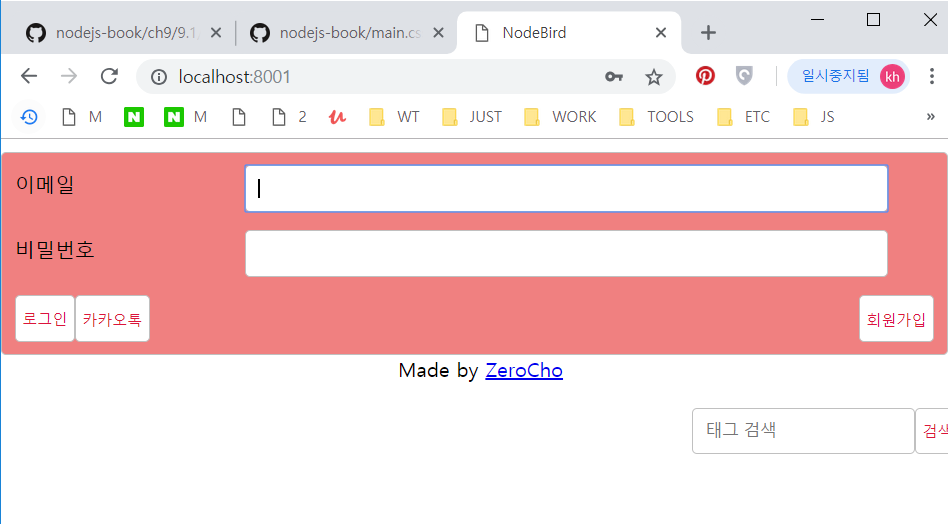 nodejs-book/ch9/9.1
nodejs-book/main.cs
NodeBird
localhost:8001
일시중지됨
kh
M
N
N M
2
WT
JUST
WORK
TOOLS
ETC
JS
»
이메일
비밀번호
로그인
카카오톡
회원가입
Made by ZeroCho
태그 검색
검색